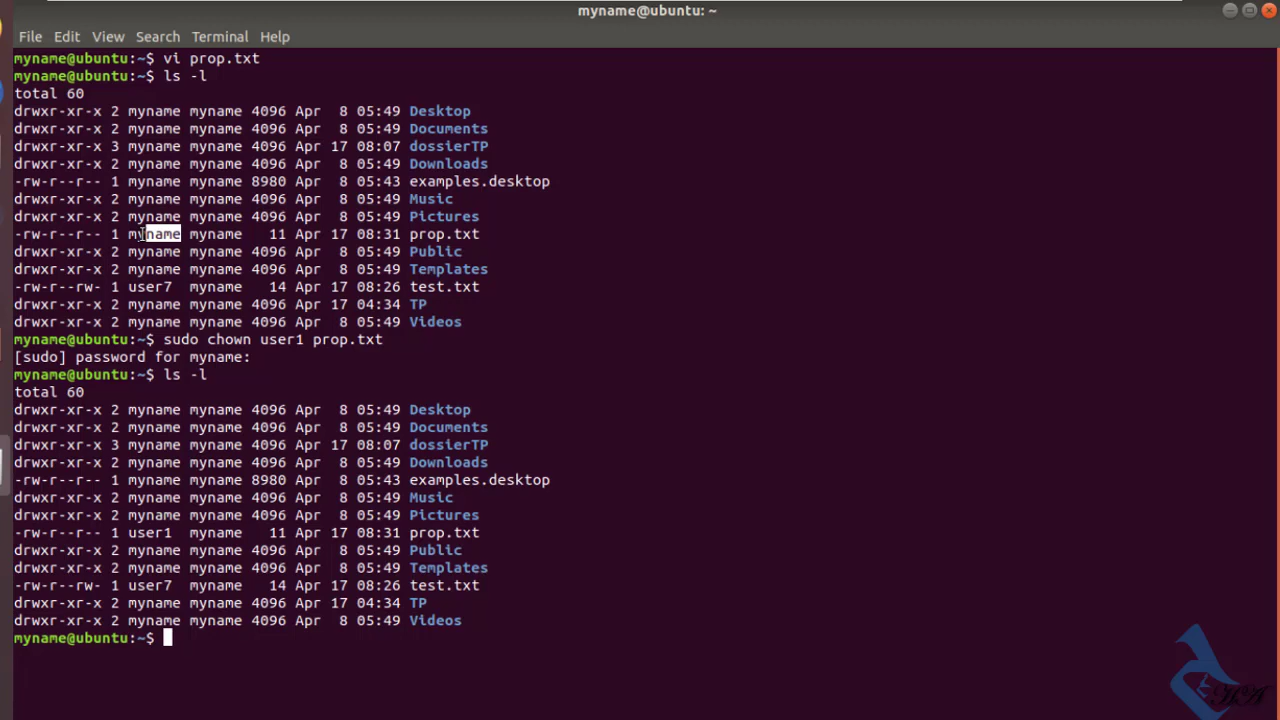 myname@ubuntu: ~
File Edit View Search Terminal Help
myname@ubuntu:~$ vi prop.txt
myname@ubuntu:~$ ls -l
total 60
drwxr-xr-x 2 myname myname 4096 Apr  8 05:49 Desktop
drwxr-xr-x 2 myname myname 4096 Apr  8 05:49 Documents
drwxr-xr-x 3 myname myname 4096 Apr 17 08:07 dossierTP
drwxr-xr-x 2 myname myname 4096 Apr  8 05:49 Downloads
-rw-r--r-- 1 myname myname 8980 Apr  8 05:43 examples.desktop
drwxr-xr-x 2 myname myname 4096 Apr  8 05:49 Music
drwxr-xr-x 2 myname myname 4096 Apr  8 05:49 Pictures
-rw-r--r-- 1 myname myname   11 Apr 17 08:31 prop.txt
drwxr-xr-x 2 myname myname 4096 Apr  8 05:49 Public
drwxr-xr-x 2 myname myname 4096 Apr  8 05:49 Templates
-rw-r--rw- 1 user7  myname   14 Apr 17 08:26 test.txt
drwxr-xr-x 2 myname myname 4096 Apr 17 04:34 TP
drwxr-xr-x 2 myname myname 4096 Apr  8 05:49 Videos
myname@ubuntu:~$ sudo chown user1 prop.txt
[sudo] password for myname:
myname@ubuntu:~$ ls -l
total 60
drwxr-xr-x 2 myname myname 4096 Apr  8 05:49 Desktop
drwxr-xr-x 2 myname myname 4096 Apr  8 05:49 Documents
drwxr-xr-x 3 myname myname 4096 Apr 17 08:07 dossierTP
drwxr-xr-x 2 myname myname 4096 Apr  8 05:49 Downloads
-rw-r--r-- 1 myname myname 8980 Apr  8 05:43 examples.desktop
drwxr-xr-x 2 myname myname 4096 Apr  8 05:49 Music
drwxr-xr-x 2 myname myname 4096 Apr  8 05:49 Pictures
-rw-r--r-- 1 user1  myname   11 Apr 17 08:31 prop.txt
drwxr-xr-x 2 myname myname 4096 Apr  8 05:49 Public
drwxr-xr-x 2 myname myname 4096 Apr  8 05:49 Templates
-rw-r--rw- 1 user7  myname   14 Apr 17 08:26 test.txt
drwxr-xr-x 2 myname myname 4096 Apr 17 04:34 TP
drwxr-xr-x 2 myname myname 4096 Apr  8 05:49 Videos
myname@ubuntu:~$